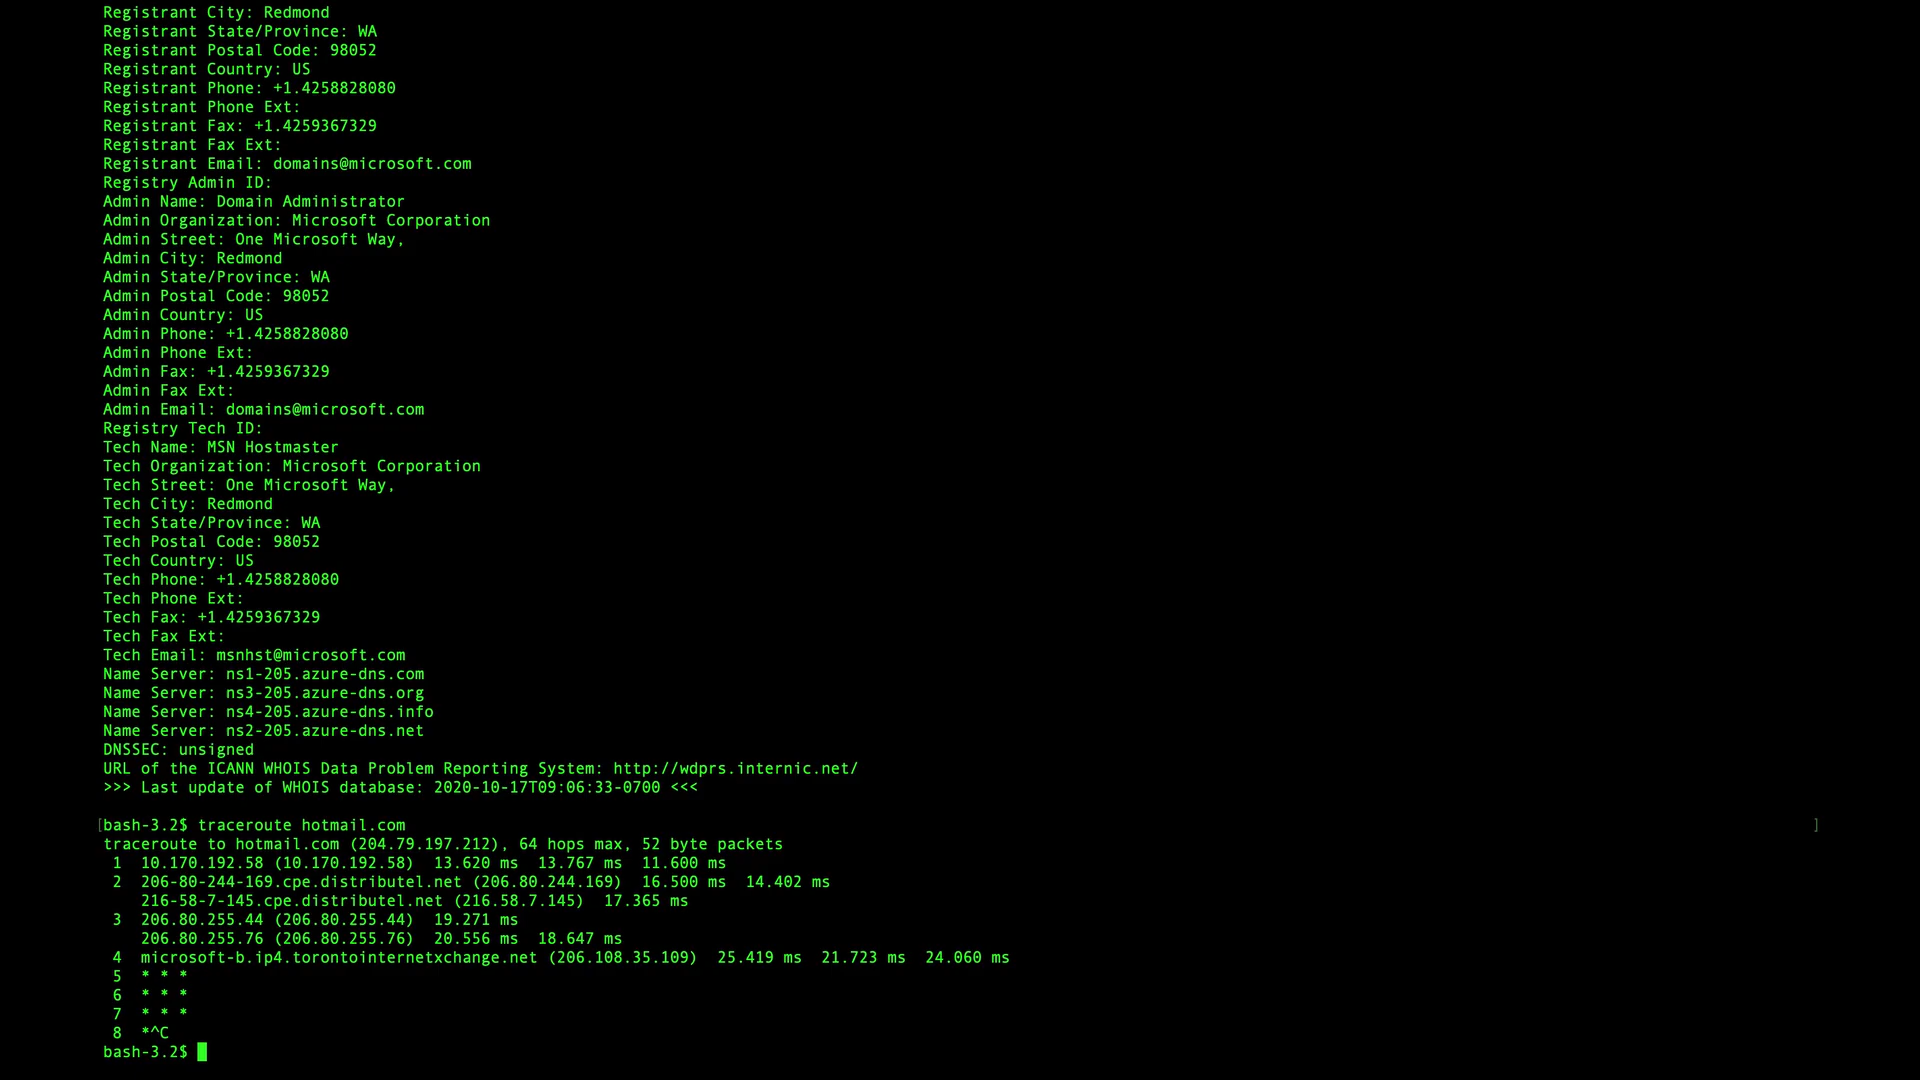 Registrant City: Redmond
Registrant State/Province: WA
Registrant Postal Code: 98052
Registrant Country: US
Registrant Phone: +1.4258828080
Registrant Phone Ext:
Registrant Fax: +1.4259367329
Registrant Fax Ext:
Registrant Email: domains@microsoft.com
Registry Admin ID:
Admin Name: Domain Administrator
Admin Organization: Microsoft Corporation
Admin Street: One Microsoft Way,
Admin City: Redmond
Admin State/Province: WA
Admin Postal Code: 98052
Admin Country: US
Admin Phone: +1.4258828080
Admin Phone Ext:
Admin Fax: +1.4259367329
Admin Fax Ext:
Admin Email: domains@microsoft.com
Registry Tech ID:
Tech Name: MSN Hostmaster
Tech Organization: Microsoft Corporation
Tech Street: One Microsoft Way,
Tech City: Redmond
Tech State/Province: WA
Tech Postal Code: 98052
Tech Country: US
Tech Phone: +1.4258828080
Tech Phone Ext:
Tech Fax: +1.4259367329
Tech Fax Ext:
Tech Email: msnhst@microsoft.com
Name Server: ns1-205.azure-dns.com
Name Server: ns3-205.azure-dns.org
Name Server: ns4-205.azure-dns.info
Name Server: ns2-205.azure-dns.net
DNSSEC: unsigned
URL of the ICANN WHOIS Data Problem Reporting System: http://wdprs.internic.net/
>>> Last update of WHOIS database: 2020-10-17T09:06:33-0700 <<<
[bash-3.2$ traceroute hotmail.com ]
traceroute to hotmail.com (204.79.197.212), 64 hops max, 52 byte packets
1 10.170.192.58 (10.170.192.58) 13.620 ms 13.767 ms 11.600 ms
2 206-80-244-169.cpe.distributel.net (206.80.244.169) 16.500 ms 14.402 ms
216-58-7-145.cpe.distributel.net (216.58.7.145) 17.365 ms
3 206.80.255.44 (206.80.255.44) 19.271 ms
206.80.255.76 (206.80.255.76) 20.556 ms 18.647 ms
4 microsoft-b.ip4.torontointernetxchange.net (206.108.35.109) 25.419 ms 21.723 ms 24.060 ms
5 * * *
6 * * *
7 * * *
8 *^C
bash-3.2$